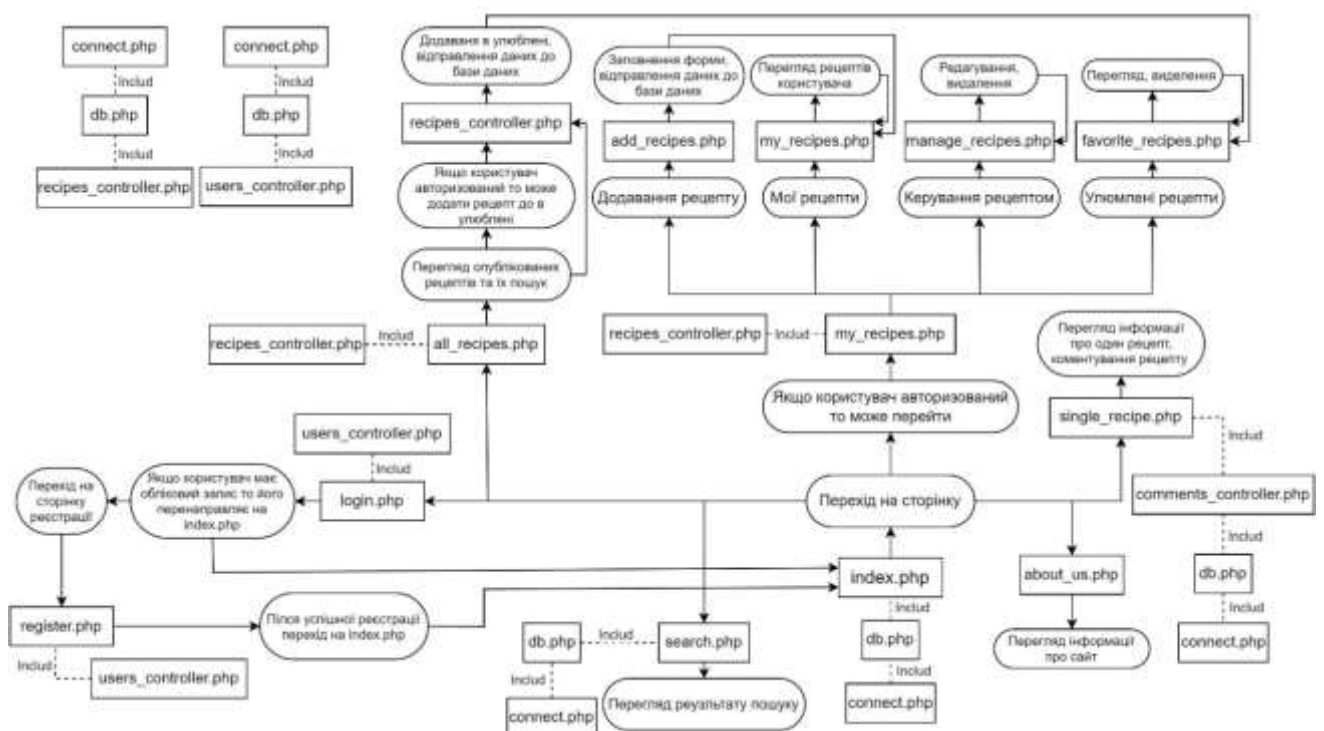 connect.php
Includ
db.php
Includ
recipes_controller.php
connect.php
Includ
db.php
Includ
users_controller.php
Додаваня в улюблені,
відправлення даних до
бази даних
recipes_controller.php
Якщо користувач
авторизований то може
додати рецепт до в
улюблені
Перегляд опублікованих
рецептів та їх пошук
recipes_controller.php
Includ
all_recipes.php
Заповнення форми,
відправлення даних до
бази даних
add_recipes.php
Додавання рецепту
Перегляд рецептів
користувача
my_recipes.php
Мої рецепти
Редагування,
видалення
manage_recipes.php
Керування рецептом
Перегляд, виделення
favorite_recipes.php
Улюмлені рецепти
recipes_controller.php
Includ
my_recipes.php
Якщо користувач авторизований
то може перейти
Перегляд інформації
про один рецепт,
коментування рецепту
single_recipe.php
Includ
comments_controller.php
Includ
db.php
Includ
connect.php
users_controller.php
Includ
login.php
Якщо користувач має
обліковий запис то його
перенаправляє на
index.php
Перехід на
сторінку
реєстрації
Перехід на
сторінку
index.php
Includ
db.php
Includ
connect.php
about_us.php
Перегляд інформації
про сайт
register.php
Includ
users_controller.php
Пілся успішної реєстрації
перехід на index.php
db.php
Includ
search.php
Includ
connect.php
Перегляд реузльтату пошуку